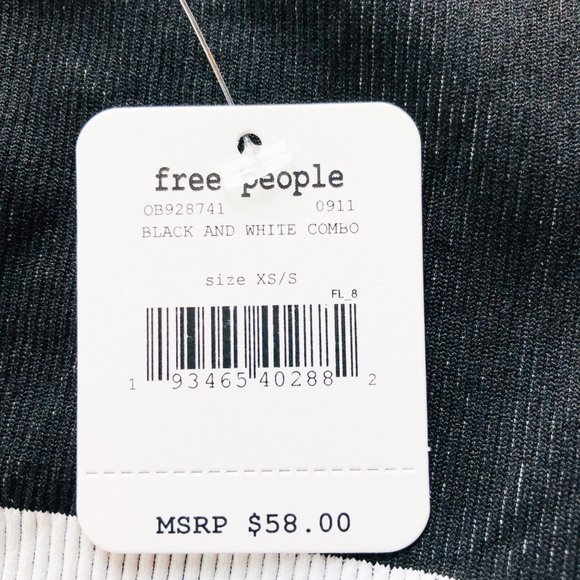 free people
OB928741 0911
BLACK AND WHITE COMBO
size XS/S
FL_8
1 93465 40288 2
MSRP $58.00